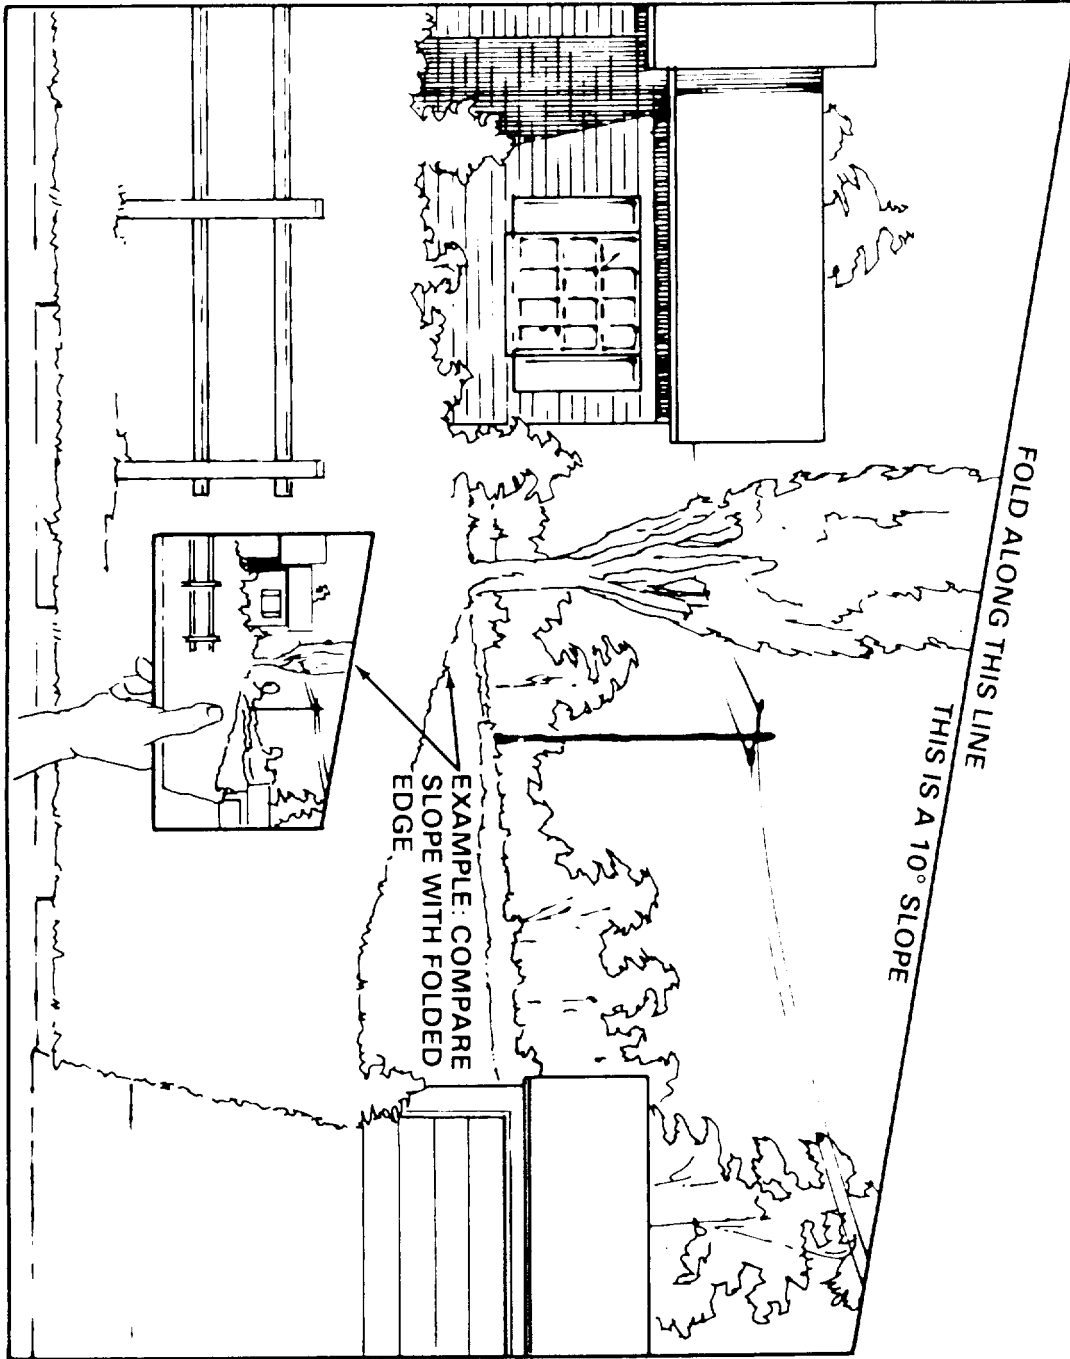 FOLD ALONG THIS LINE
THIS IS A 10° SLOPE
EXAMPLE: COMPARE
SLOPE WITH FOLDED
EDGE